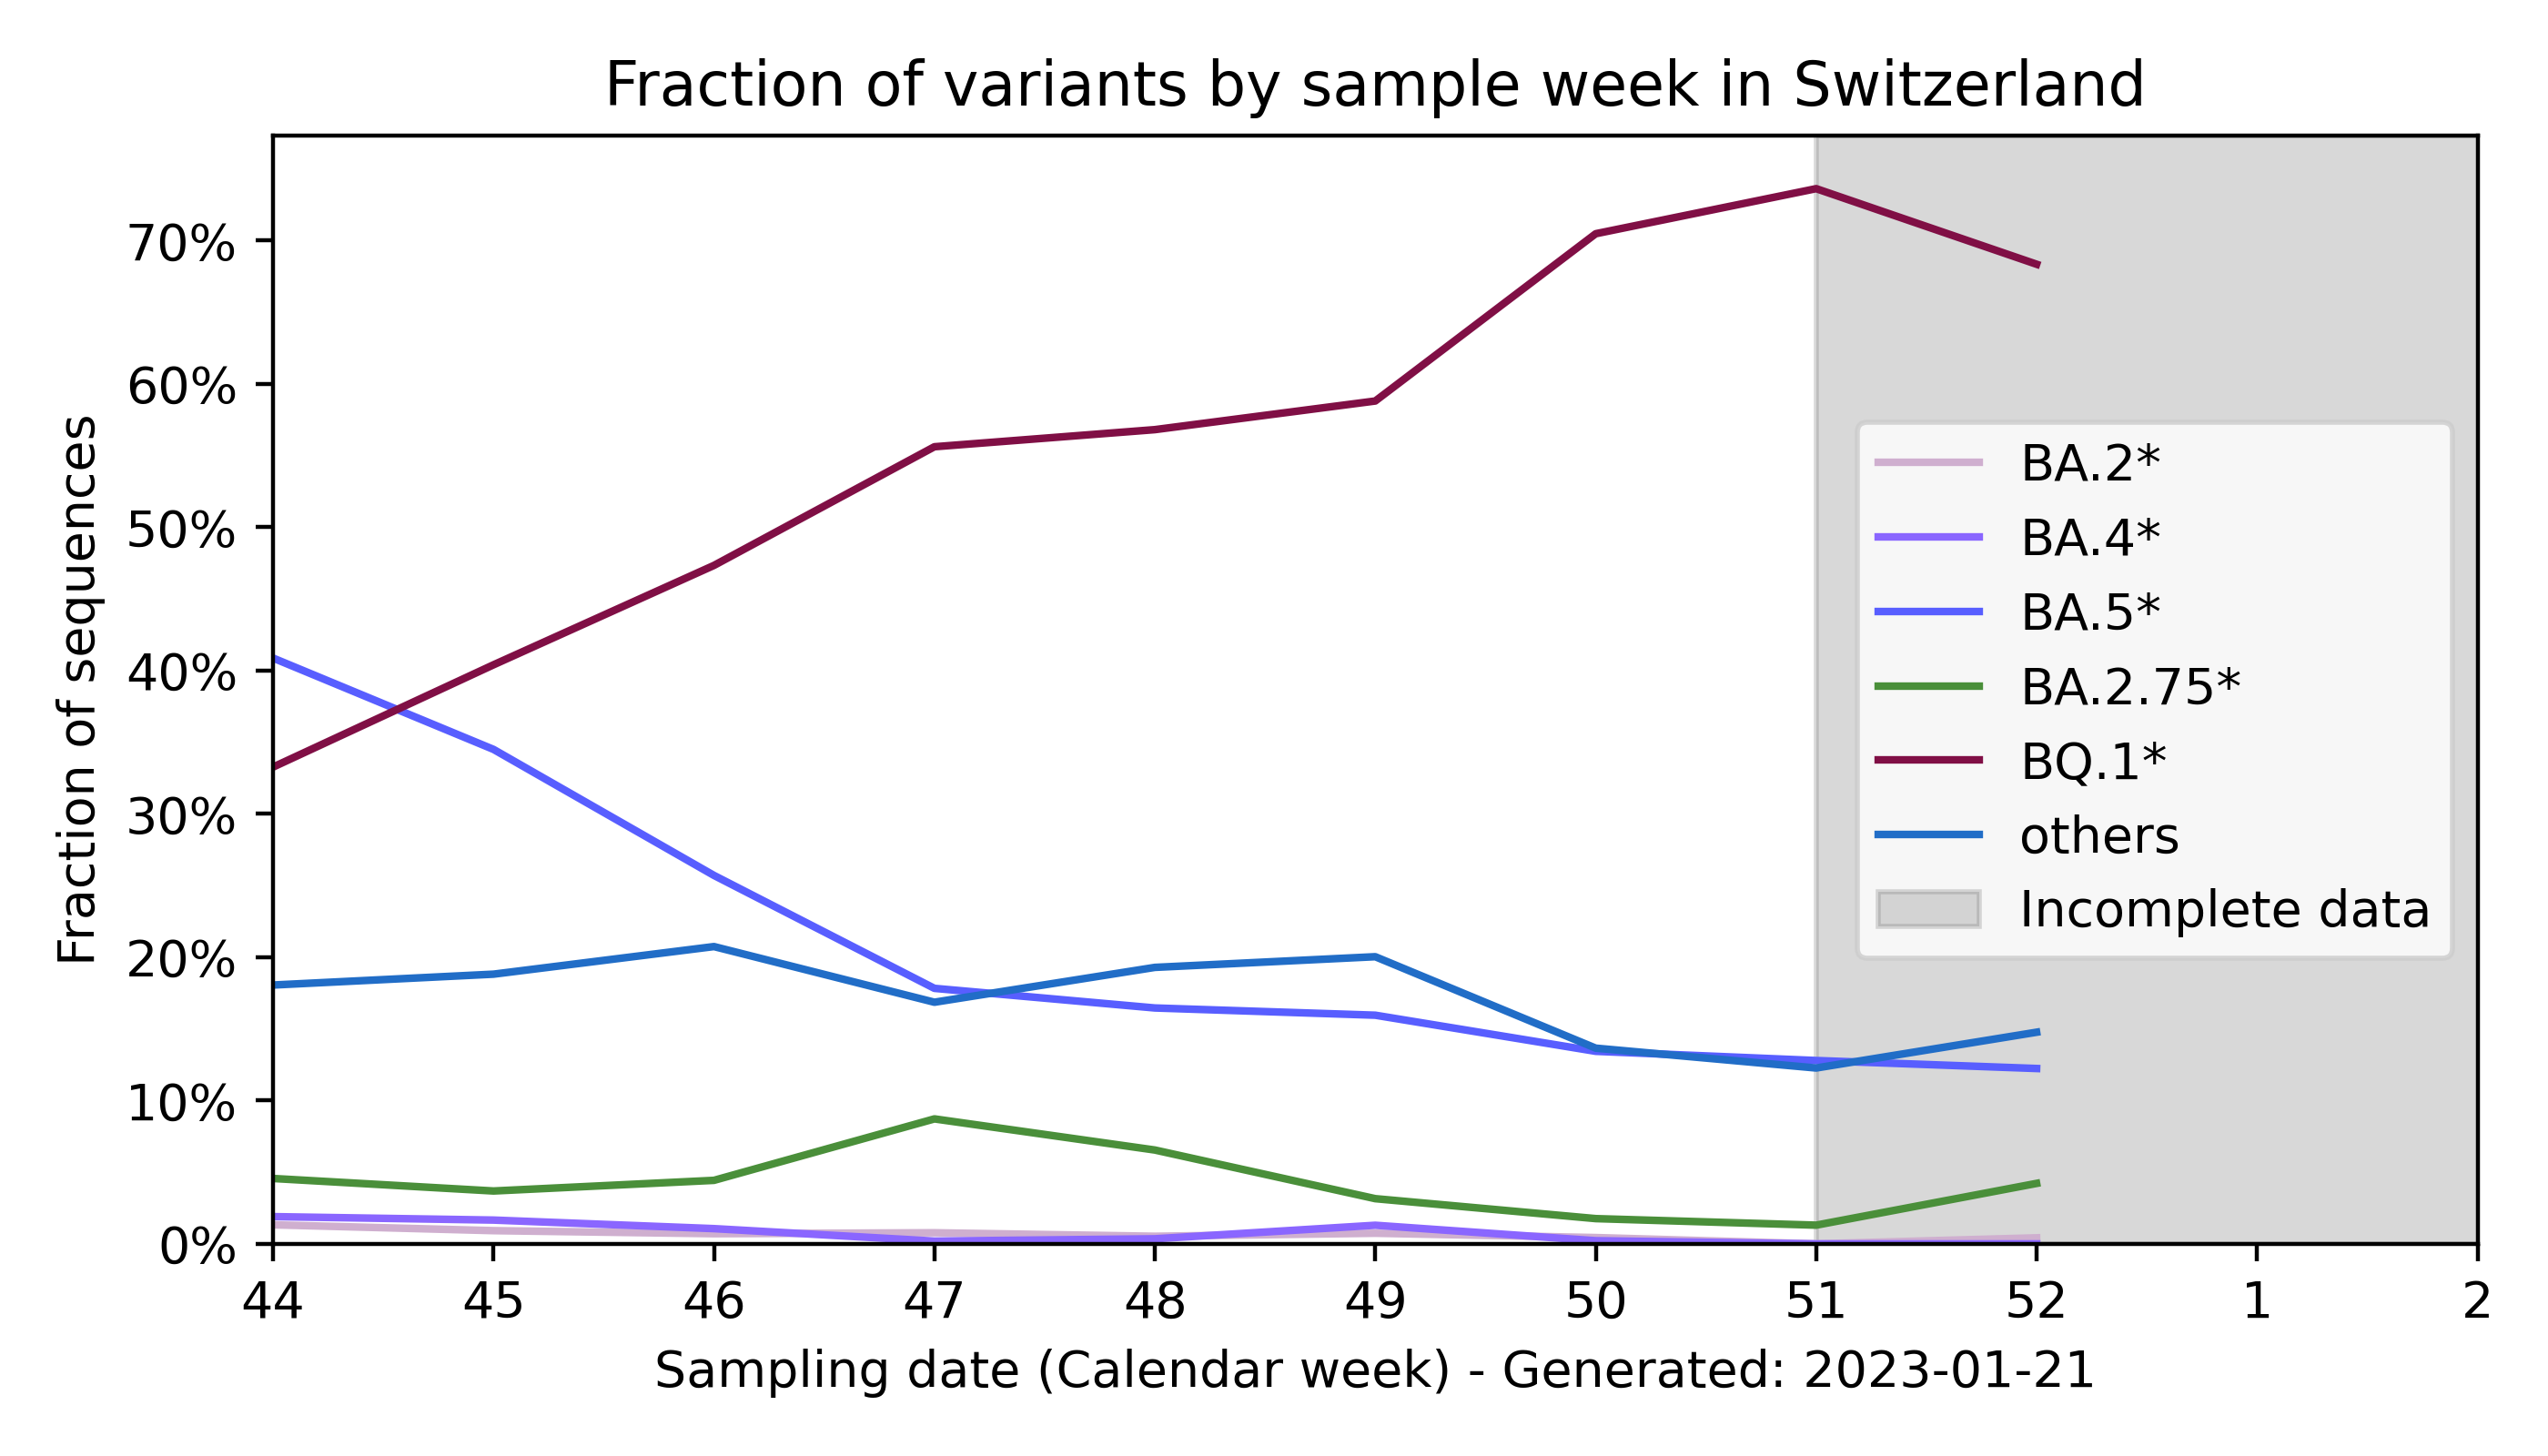 Fraction of variants by sample week in Switzerland
Fraction of sequences
70%
60%
50%
40%
30%
20%
10%
0%
BA.2*
BA.4*
BA.5*
BA.2.75*
BQ.1*
others
Incomplete data
44 45 46 47 48 49 50 51 52 1 2
Sampling date (Calendar week) - Generated: 2023-01-21